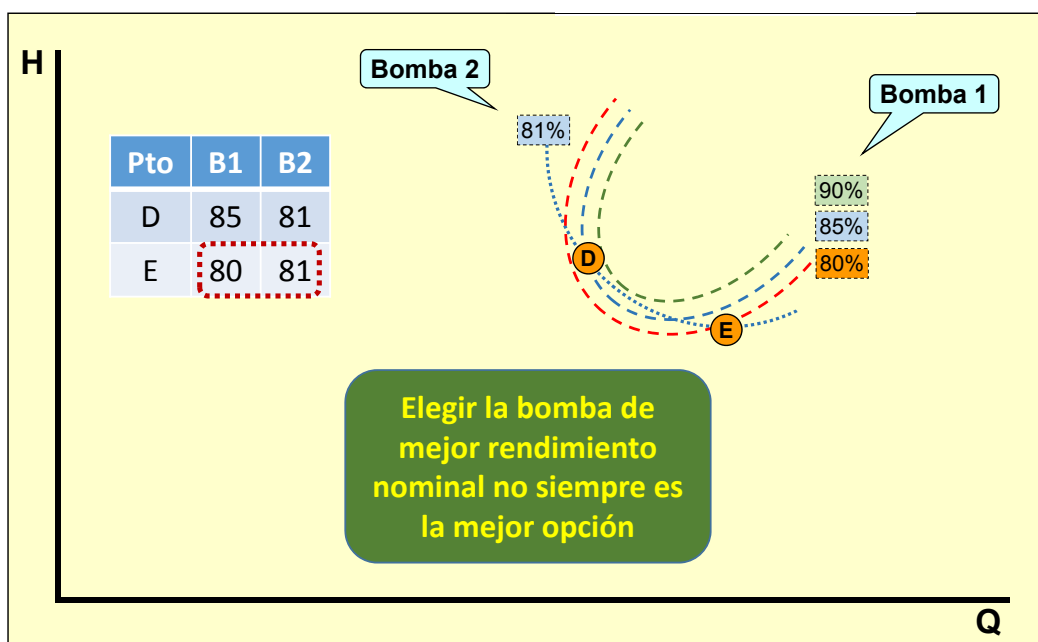 H
Bomba 2
Bomba 1
81%
Pto B1 B2
D 85 81
E 80 81
90%
85%
80%
D
E
Elegir la bomba de
mejor rendimiento
nominal no siempre es
la mejor opción
Q